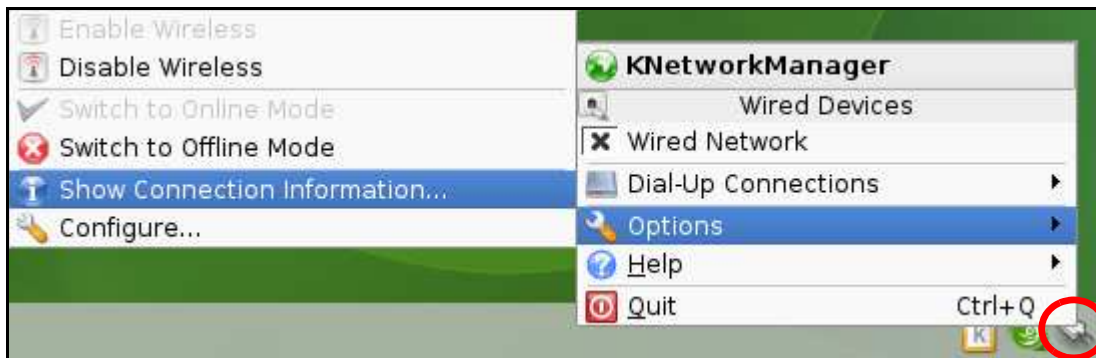 Enable Wireless
Disable Wireless
Switch to Online Mode
Switch to Offline Mode
Show Connection Information...
Configure...
KNetworkManager
Wired Devices
Wired Network
Dial-Up Connections
Options
Help
Quit Ctrl+Q
K